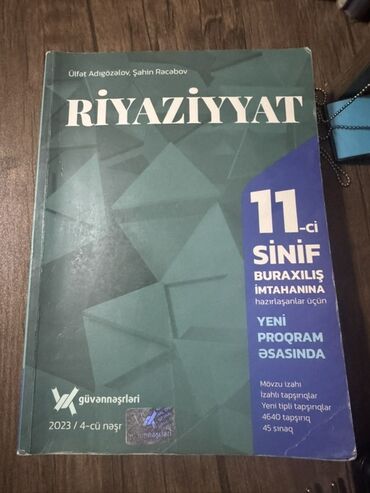 Ülfət Adıgözəlov, Şahin Rəcəbov
RİYAZİYYAT
11-ci
SİNİF
BURAXILIŞ
İMTAHANINA
hazırlaşanlar üçün
YENİ
PROQRAM
ƏSASINDA
Mövzu izahı
İzahlı tapşırıqlar
Yeni tipli tapşırıqlar
4640 tapşırıq
45 sınaq
güvənnəşrləri
2023 / 4-cü nəşr